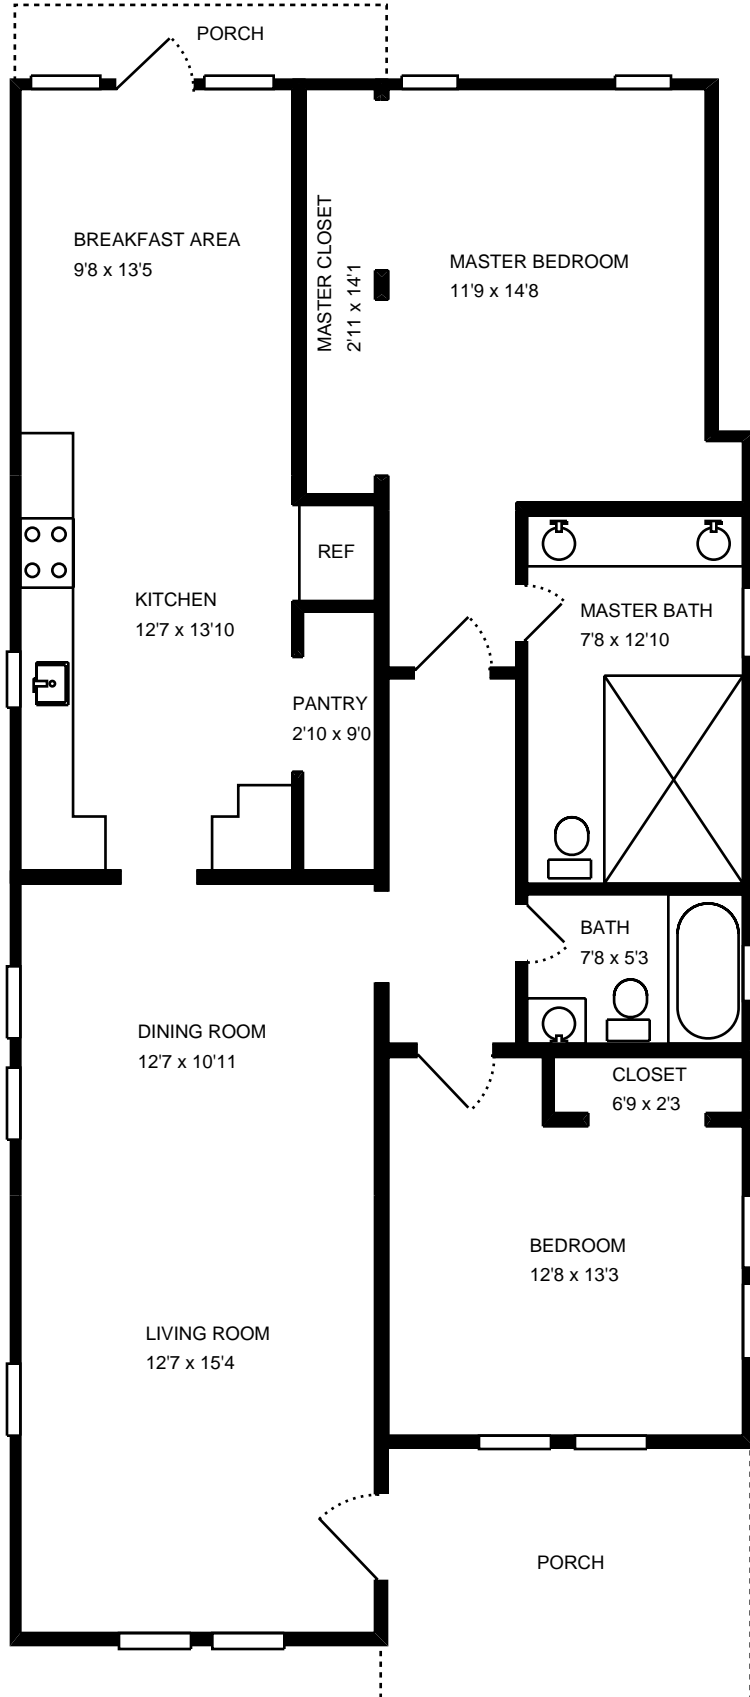 PORCH
BREAKFAST AREA
9'8 x 13'5
MASTER CLOSET
2'11 x 14'1
MASTER BEDROOM
11'9 x 14'8
REF
KITCHEN
12'7 x 13'10
MASTER BATH
7'8 x 12'10
PANTRY
2'10 x 9'0
BATH
7'8 x 5'3
DINING ROOM
12'7 x 10'11
CLOSET
6'9 x 2'3
BEDROOM
12'8 x 13'3
LIVING ROOM
12'7 x 15'4
PORCH